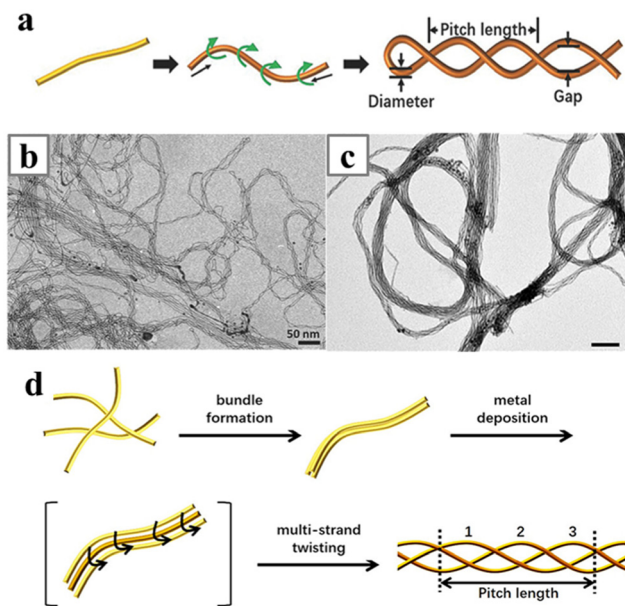 a
Pitch length
Diameter
Gap
b
50 nm
c
d
bundle
formation
metal
deposition
multi-strand
twisting
1 2 3
Pitch length